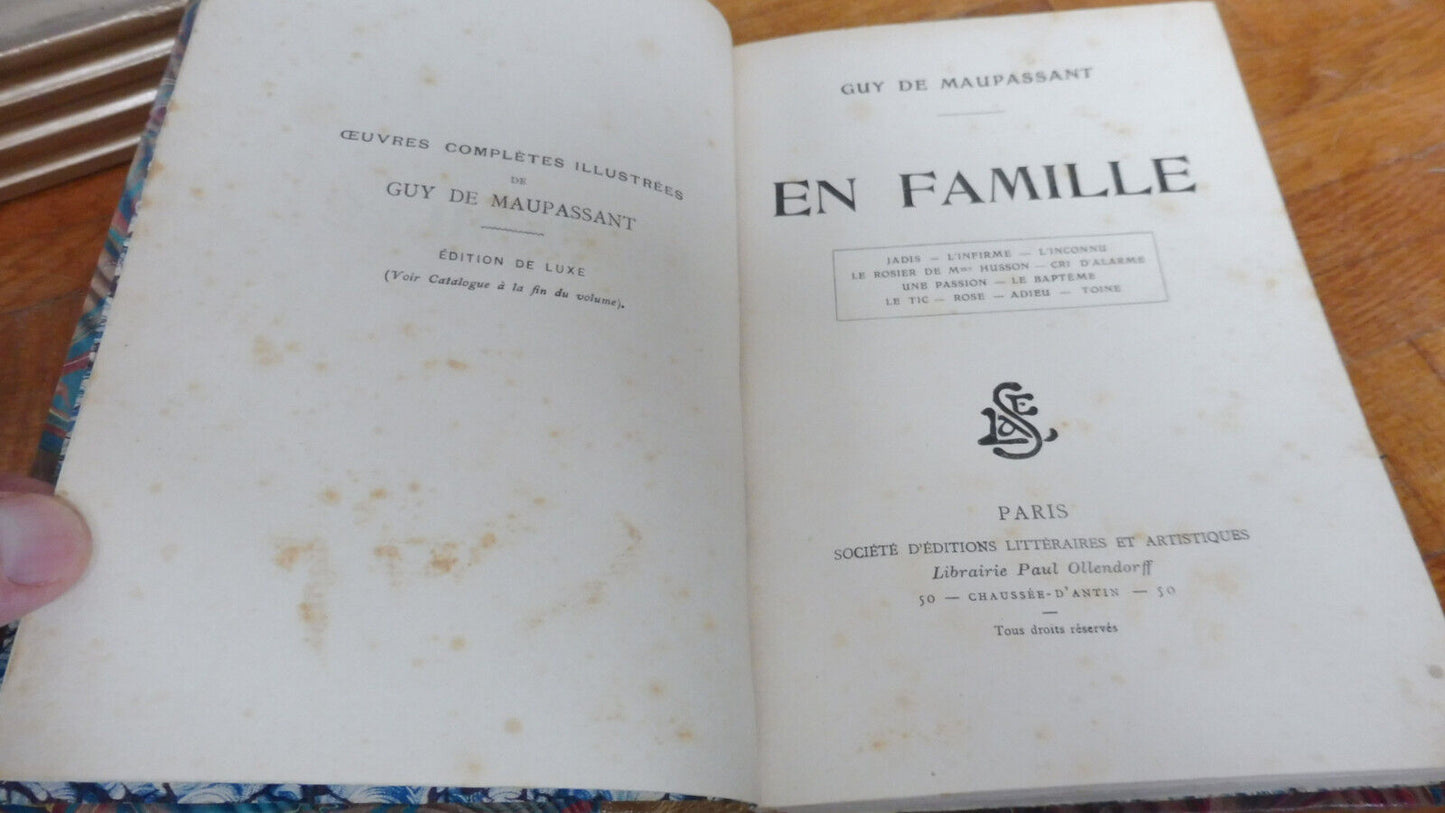 ŒUVRES COMPLÈTES ILLUSTRÉES
DE
GUY DE MAUPASSANT
ÉDITION DE LUXE
(Voir Catalogue à la fin du volume).
GUY DE MAUPASSANT
EN FAMILLE
JADIS — L'INFIRME — L'INCONNU
LE ROSIER DE Mme HUSSON — CRI D'ALARME
UNE PASSION — LE BAPTÊME
LE TIC — ROSE — ADIEU — TOINE
PARIS
SOCIÉTÉ D'ÉDITIONS LITTÉRAIRES ET ARTISTIQUES
Librairie Paul Ollendorff
50 — CHAUSSÉE-D'ANTIN — 50
Tous droits réservés